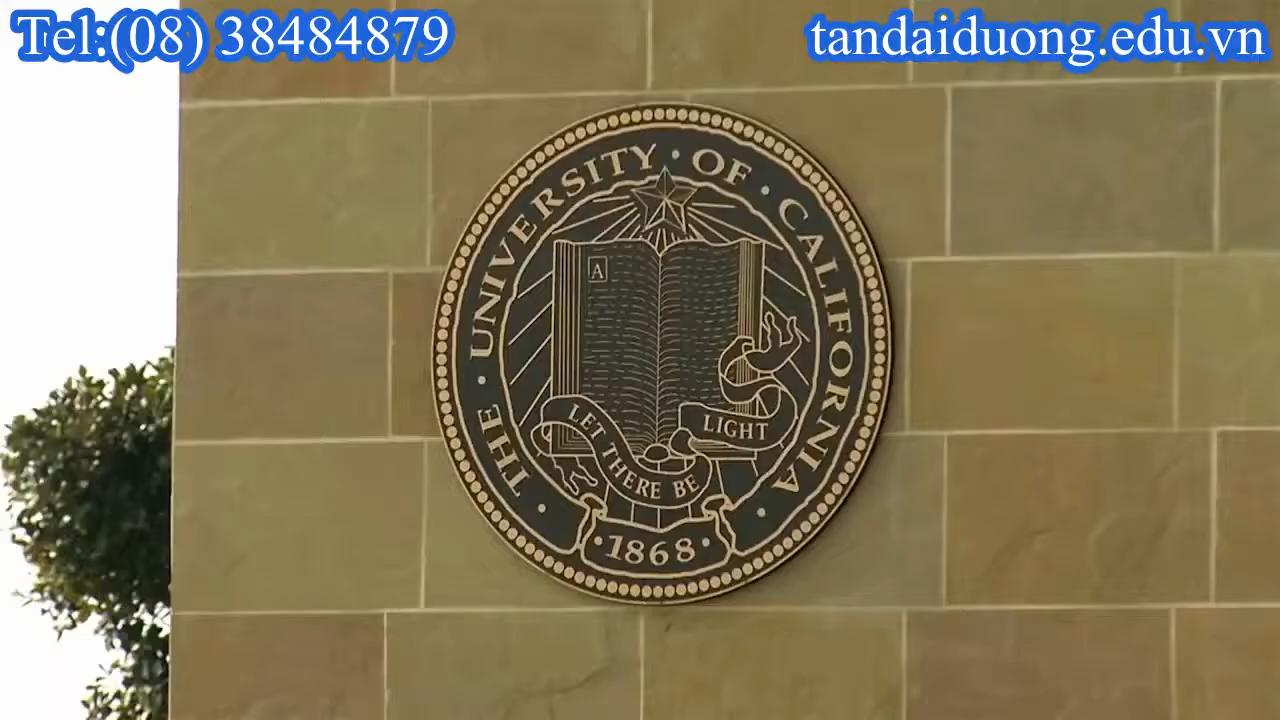 Tel:(08) 38484879
tandaiduong.edu.vn
THE · UNIVERSITY · OF · CALIFORNIA
A
LET THERE BE LIGHT
·1868·